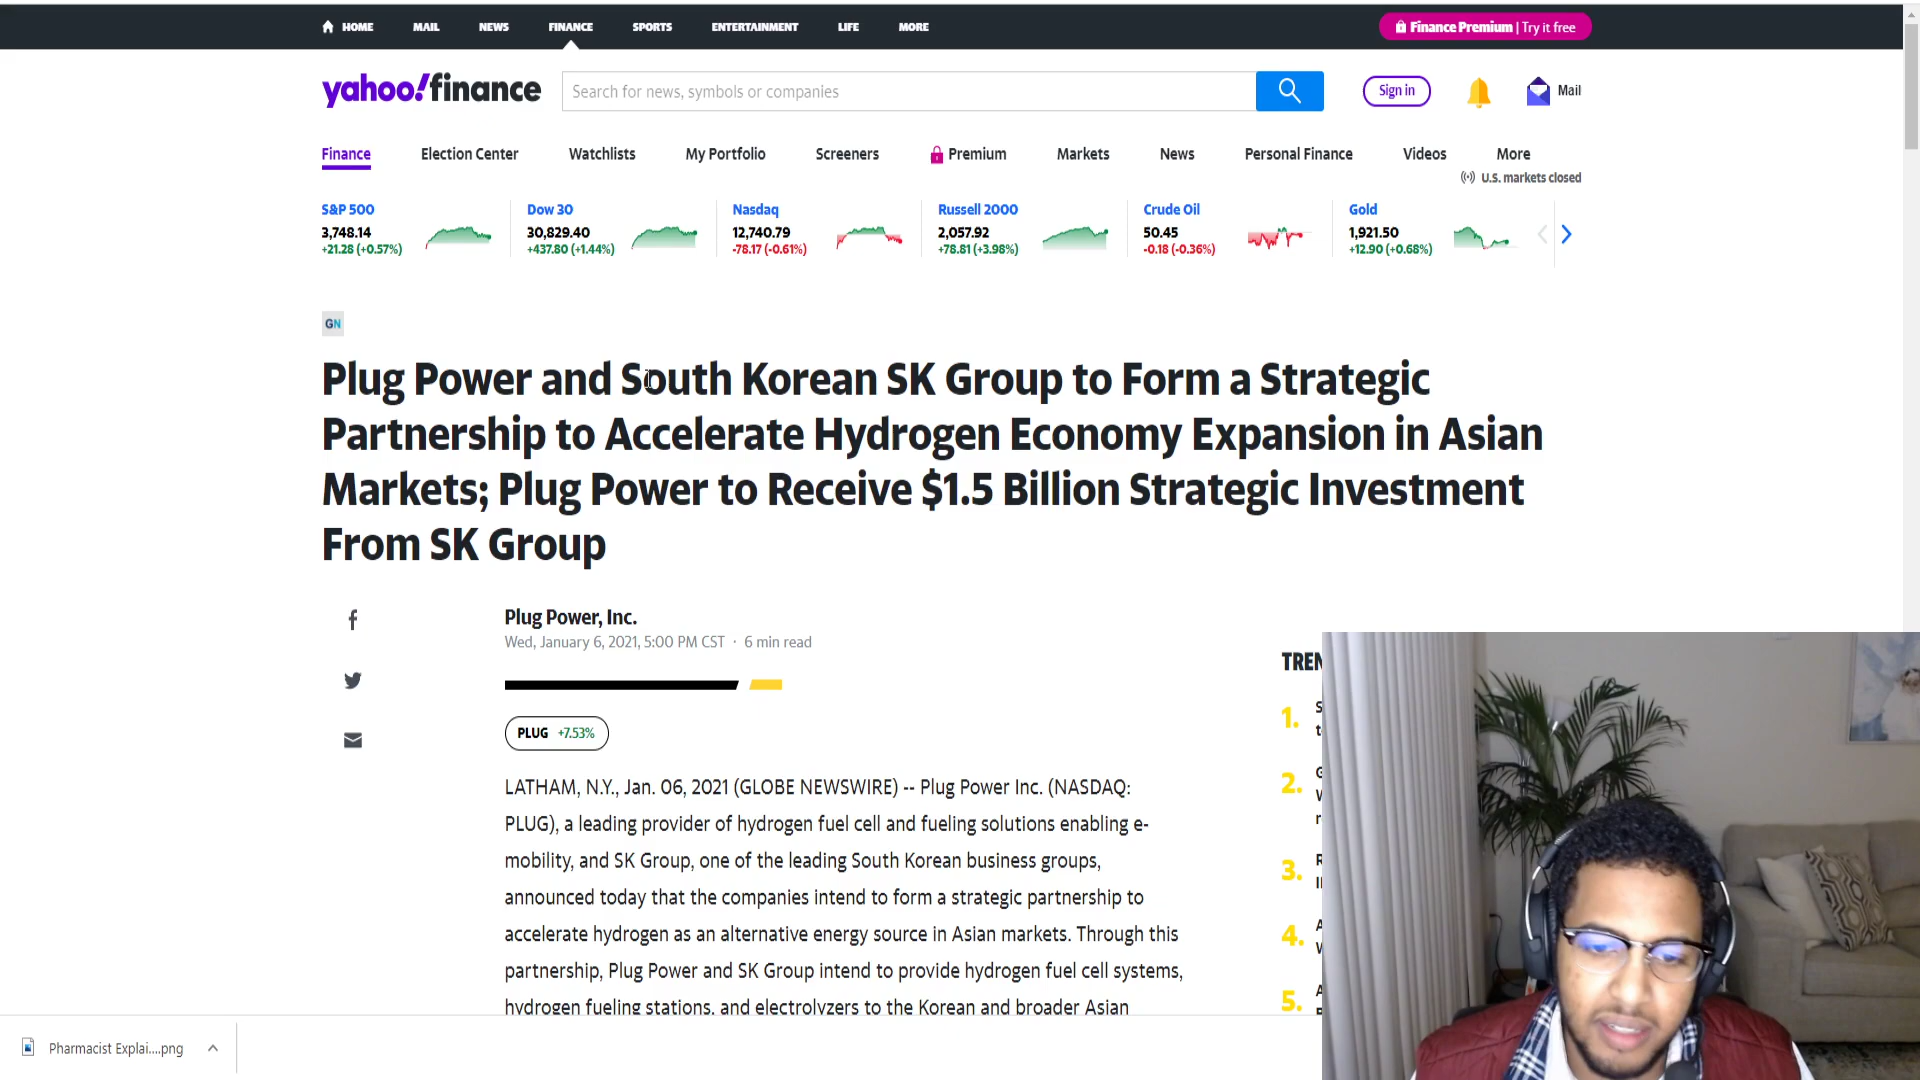 HOME MAIL NEWS FINANCE SPORTS ENTERTAINMENT LIFE MORE Finance Premium | Try it free
yahoo!finance Search for news, symbols or companies Sign in Mail
Finance Election Center Watchlists My Portfolio Screeners Premium Markets News Personal Finance Videos More
U.S. markets closed
S&P 500 Dow 30 Nasdaq Russell 2000 Crude Oil Gold
3,748.14 30,829.40 12,740.79 2,057.92 50.45 1,921.50
+21.28 (+0.57%) +437.80 (+1.44%) -78.17 (-0.61%) +78.81 (+3.98%) -0.18 (-0.36%) +12.90 (+0.68%)
GN
Plug Power and South Korean SK Group to Form a Strategic
Partnership to Accelerate Hydrogen Economy Expansion in Asian
Markets; Plug Power to Receive $1.5 Billion Strategic Investment
From SK Group
Plug Power, Inc.
Wed, January 6, 2021, 5:00 PM CST · 6 min read
PLUG +7.53%
LATHAM, N.Y., Jan. 06, 2021 (GLOBE NEWSWIRE) -- Plug Power Inc. (NASDAQ:
PLUG), a leading provider of hydrogen fuel cell and fueling solutions enabling e-
mobility, and SK Group, one of the leading South Korean business groups,
announced today that the companies intend to form a strategic partnership to
accelerate hydrogen as an alternative energy source in Asian markets. Through this
partnership, Plug Power and SK Group intend to provide hydrogen fuel cell systems,
hydrogen fueling stations, and electrolyzers to the Korean and broader Asian
TREN
1.
2.
3.
4.
5.
Pharmacist Explai....png